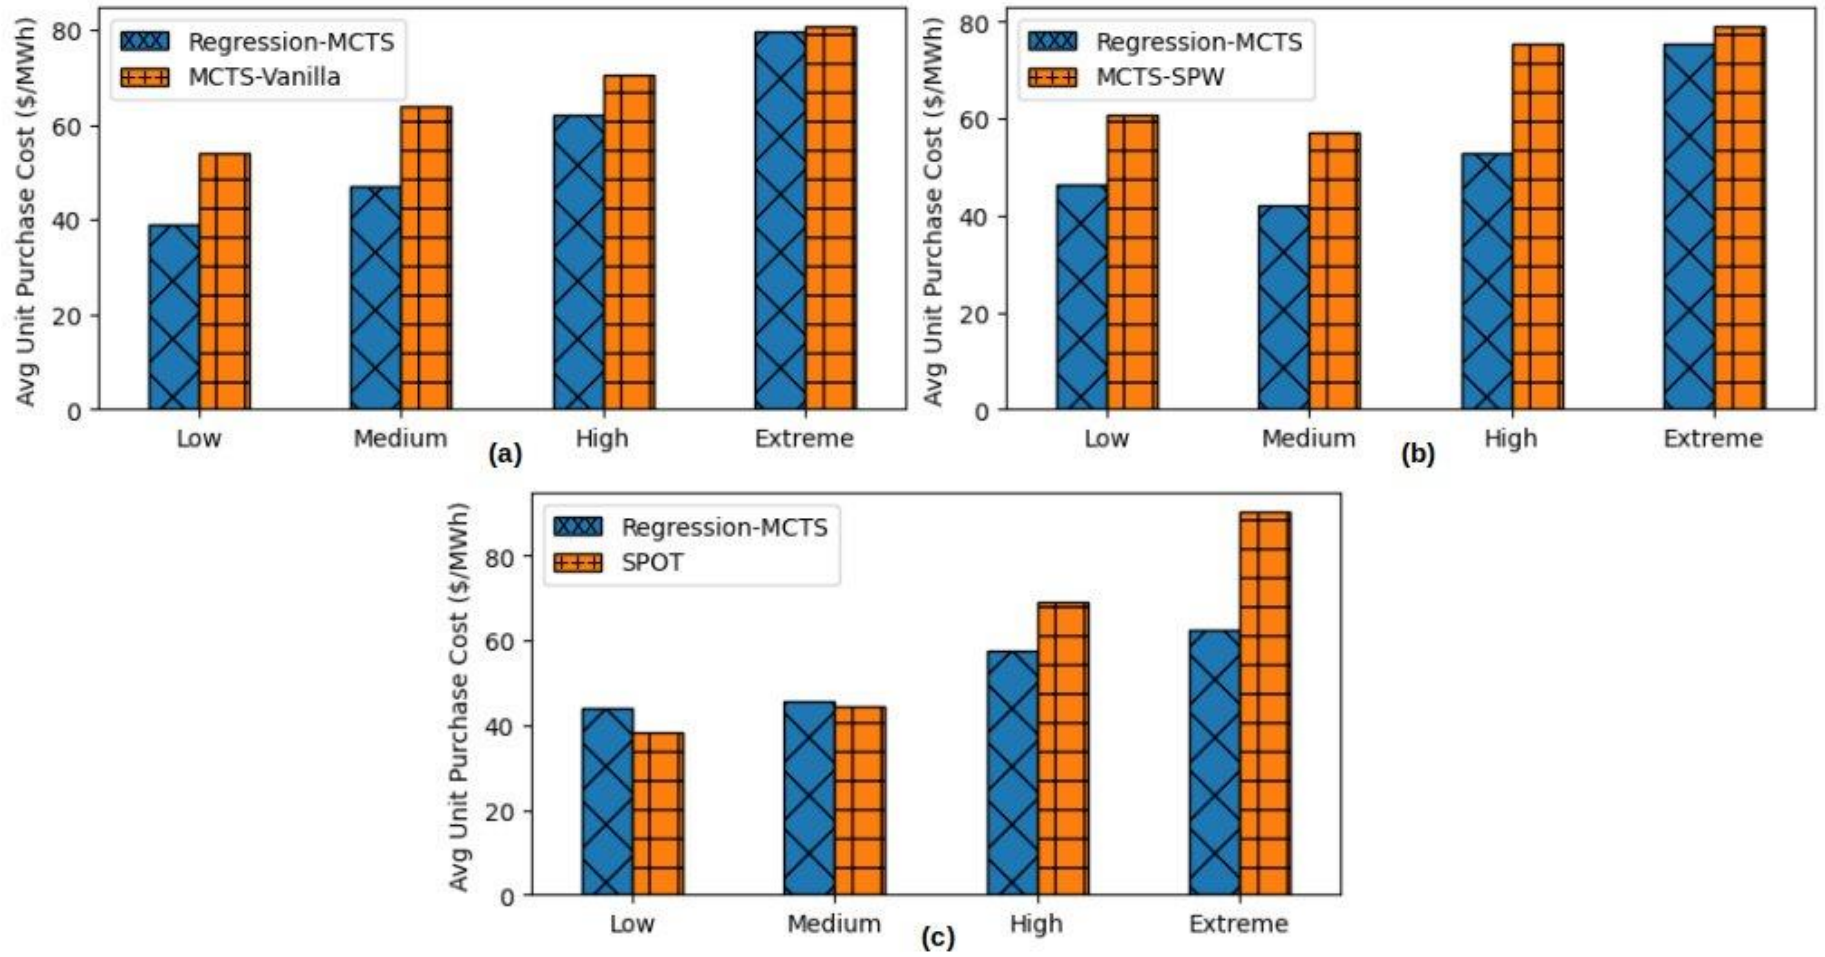 Avg Unit Purchase Cost ($/MWh)
80
60
40
20
0
Regression-MCTS
MCTS-Vanilla
Low Medium High Extreme
(a)
Avg Unit Purchase Cost ($/MWh)
80
60
40
20
0
Regression-MCTS
MCTS-SPW
Low Medium High Extreme
(b)
Avg Unit Purchase Cost ($/MWh)
80
60
40
20
0
Regression-MCTS
SPOT
Low Medium High Extreme
(c)